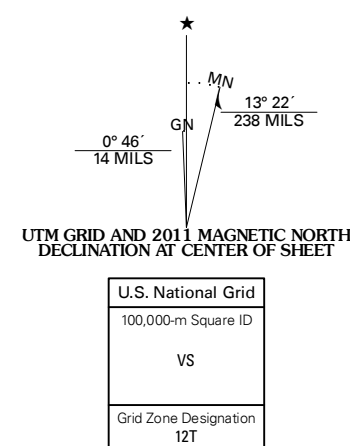 ★
MN
GN
13° 22´
238 MILS
0° 46´
14 MILS
UTM GRID AND 2011 MAGNETIC NORTH
DECLINATION AT CENTER OF SHEET
U.S. National Grid
100,000-m Square ID
VS
Grid Zone Designation
12T